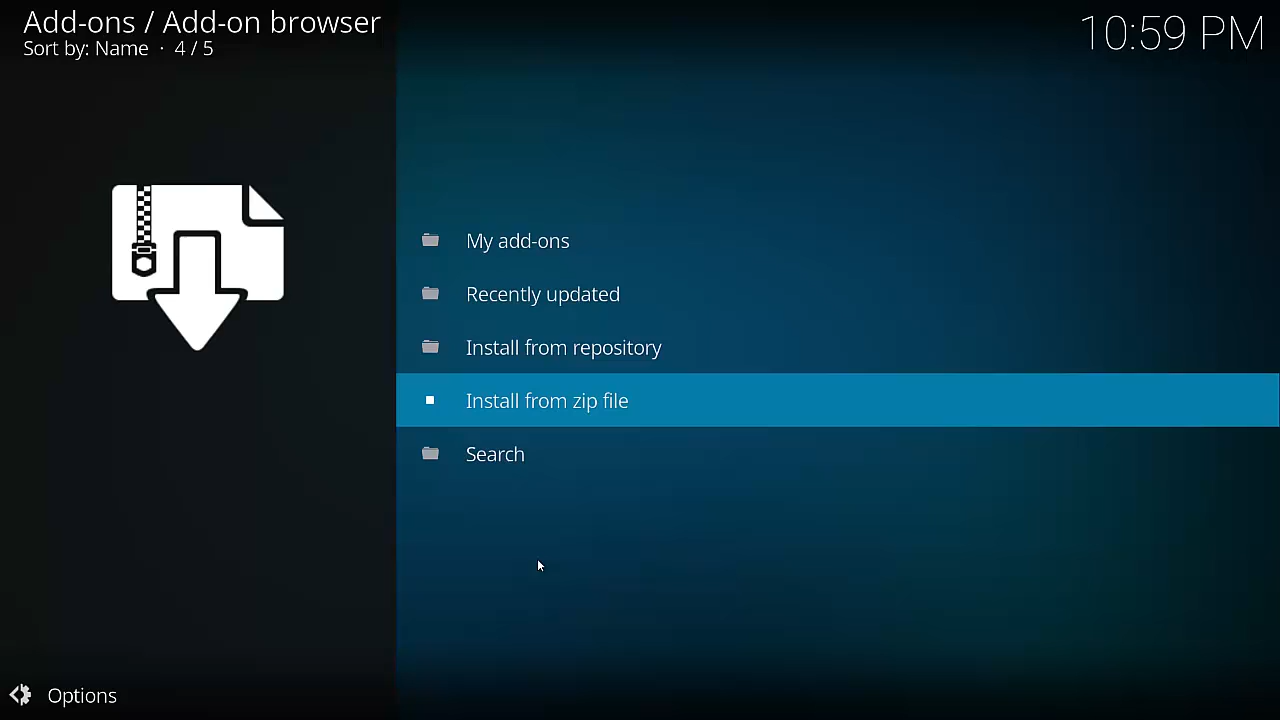 Add-ons / Add-on browser
Sort by: Name · 4 / 5
10:59 PM
My add-ons
Recently updated
Install from repository
Install from zip file
Search
Options